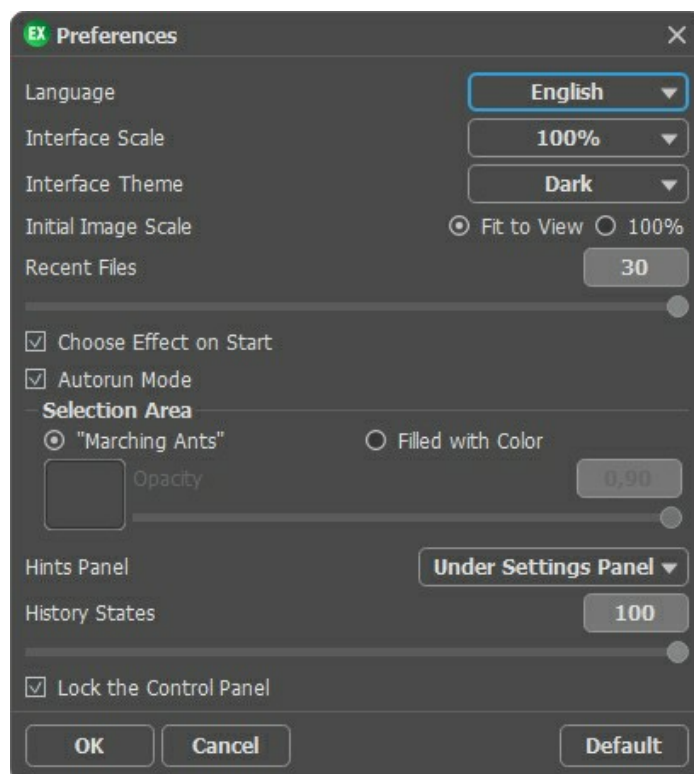 EX Preferences
Language English
Interface Scale 100%
Interface Theme Dark
Initial Image Scale Fit to View 100%
Recent Files 30
Choose Effect on Start
Autorun Mode
Selection Area
"Marching Ants" Filled with Color
Opacity 0,90
Hints Panel Under Settings Panel
History States 100
Lock the Control Panel
OK Cancel Default